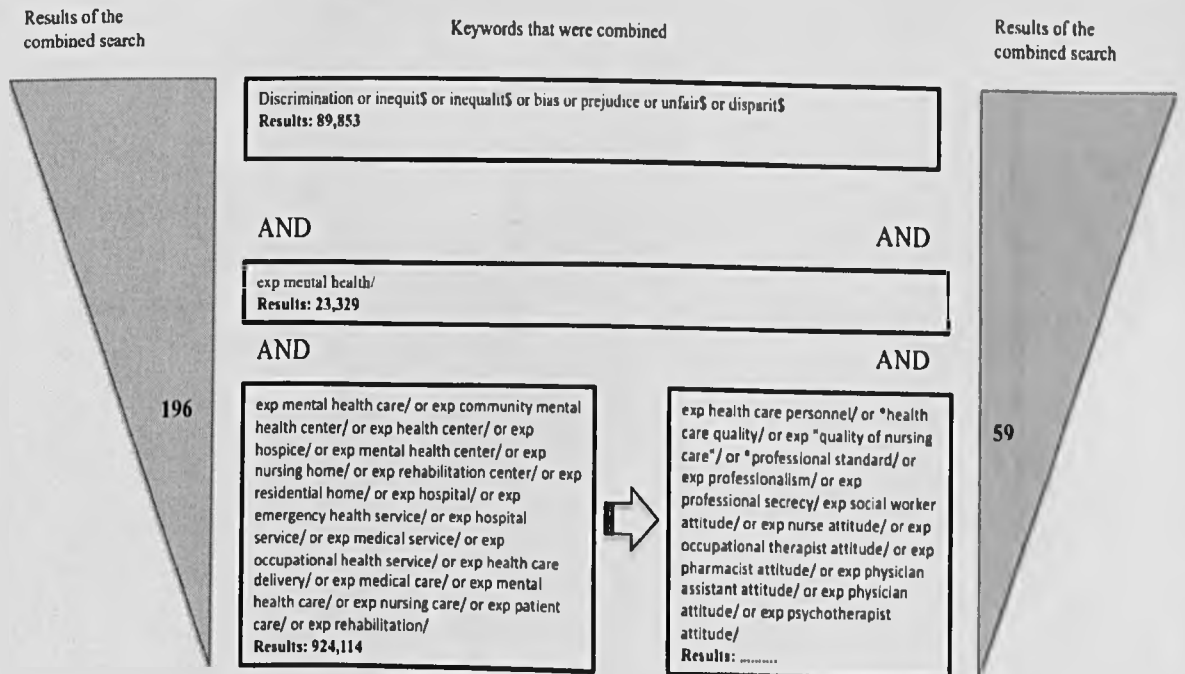 Results of the
combined search
Keywords that were combined
Results of the
combined search
Discrimination or inequit$ or inequalit$ or bias or prejudice or unfair$ or disparit$
Results: 89,853
AND
AND
exp mental health/
Results: 23,329
AND
AND
196
exp mental health care/ or exp community mental
health center/ or exp health center/ or exp
hospice/ or exp mental health center/ or exp
nursing home/ or exp rehabilitation center/ or exp
residential home/ or exp hospital/ or exp
emergency health service/ or exp hospital
service/ or exp medical service/ or exp
occupational health service/ or exp health care
delivery/ or exp medical care/ or exp mental
health care/ or exp nursing care/ or exp patient
care/ or exp rehabilitation/
Results: 924,114
exp health care personnel/ or *health
care quality/ or exp "quality of nursing
care"/ or *professional standard/ or
exp professionalism/ or exp
professional secrecy/ exp social worker
attitude/ or exp nurse attitude/ or exp
occupational therapist attitude/ or exp
pharmacist attitude/ or exp physician
assistant attitude/ or exp physician
attitude/ or exp psychotherapist
attitude/
Results: .........
59